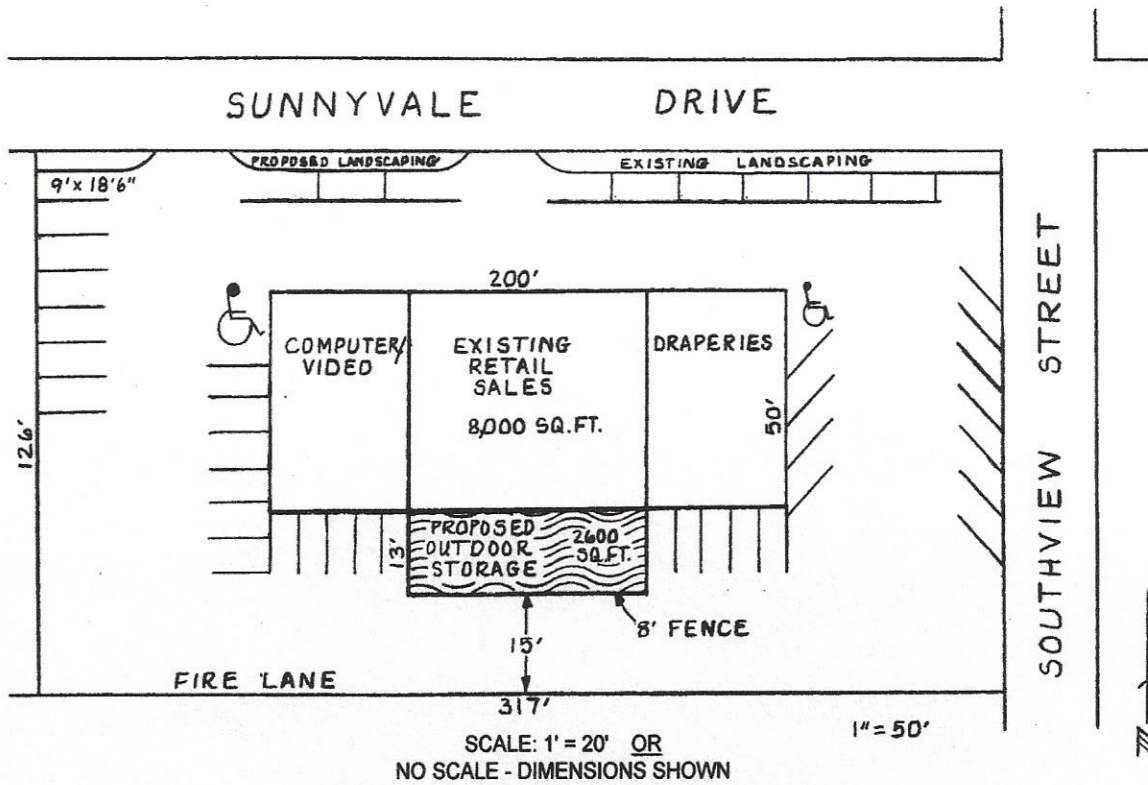 SUNNYVALE DRIVE
PROPOSED LANDSCAPING
EXISTING LANDSCAPING
9' x 18'6"
200'
COMPUTER/
VIDEO
EXISTING
RETAIL
SALES
8,000 SQ.FT.
DRAPERIES
50'
126'
SOUTHVIEW STREET
PROPOSED
OUTDOOR
STORAGE
2600
SQ.FT.
13'
8' FENCE
15'
FIRE LANE
317'
1" = 50'
SCALE: 1' = 20' OR
NO SCALE - DIMENSIONS SHOWN